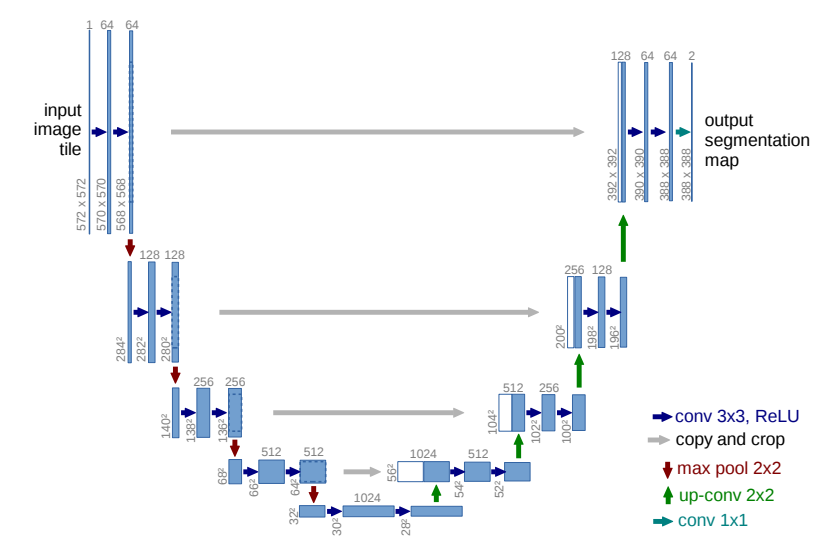 1 64 64
input
image
tile
572 x 572
570 x 570
568 x 568
128 64 64 2
output
segmentation
map
392 x 392
390 x 390
388 x 388
388 x 388
128 128
284²
282²
280²
256 128
200²
198²
196²
256 256
140²
138²
136²
512 256
104²
102²
100²
512 512
68²
66²
64²
1024 512
56²
54²
52²
1024
32²
30²
28²
conv 3x3, ReLU
copy and crop
max pool 2x2
up-conv 2x2
conv 1x1